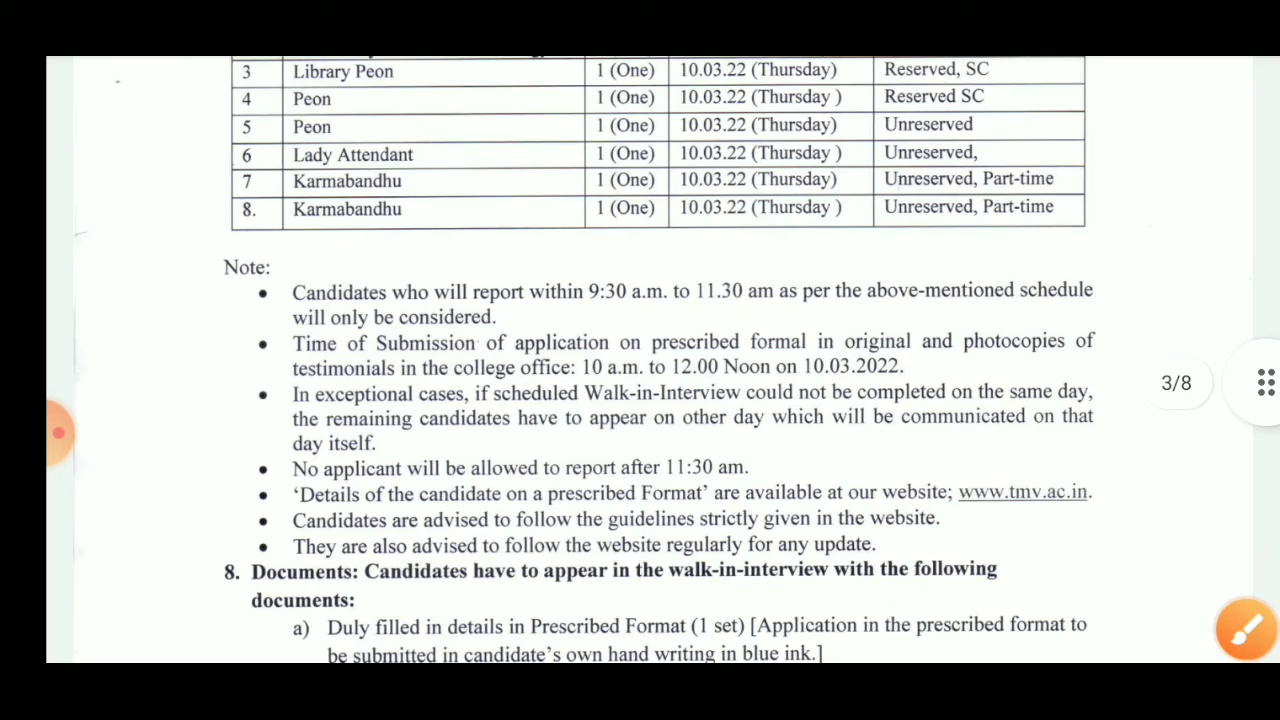 3 Library Peon 1 (One) 10.03.22 (Thursday) Reserved, SC
4 Peon 1 (One) 10.03.22 (Thursday ) Reserved SC
5 Peon 1 (One) 10.03.22 (Thursday) Unreserved
6 Lady Attendant 1 (One) 10.03.22 (Thursday ) Unreserved,
7 Karmabandhu 1 (One) 10.03.22 (Thursday) Unreserved, Part-time
8. Karmabandhu 1 (One) 10.03.22 (Thursday ) Unreserved, Part-time
Note:
• Candidates who will report within 9:30 a.m. to 11.30 am as per the above-mentioned schedule
will only be considered.
• Time of Submission of application on prescribed formal in original and photocopies of
testimonials in the college office: 10 a.m. to 12.00 Noon on 10.03.2022.
• In exceptional cases, if scheduled Walk-in-Interview could not be completed on the same day,
the remaining candidates have to appear on other day which will be communicated on that
day itself.
• No applicant will be allowed to report after 11:30 am.
• ‘Details of the candidate on a prescribed Format’ are available at our website; www.tmv.ac.in.
• Candidates are advised to follow the guidelines strictly given in the website.
• They are also advised to follow the website regularly for any update.
8. Documents: Candidates have to appear in the walk-in-interview with the following
documents:
a) Duly filled in details in Prescribed Format (1 set) [Application in the prescribed format to
be submitted in candidate’s own hand writing in blue ink.]
3/8